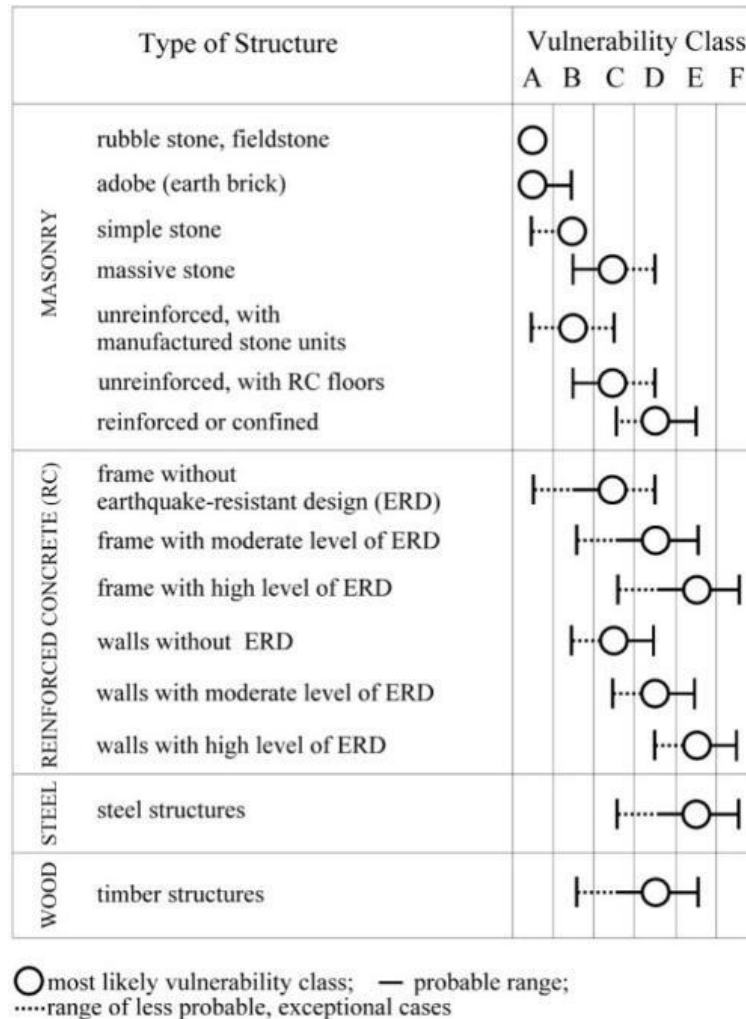 Type of Structure
Vulnerability Class
A B C D E F
MASONRY
rubble stone, fieldstone
adobe (earth brick)
simple stone
massive stone
unreinforced, with
manufactured stone units
unreinforced, with RC floors
reinforced or confined
REINFORCED CONCRETE (RC)
frame without
earthquake-resistant design (ERD)
frame with moderate level of ERD
frame with high level of ERD
walls without ERD
walls with moderate level of ERD
walls with high level of ERD
STEEL
steel structures
WOOD
timber structures
most likely vulnerability class; probable range;
range of less probable, exceptional cases